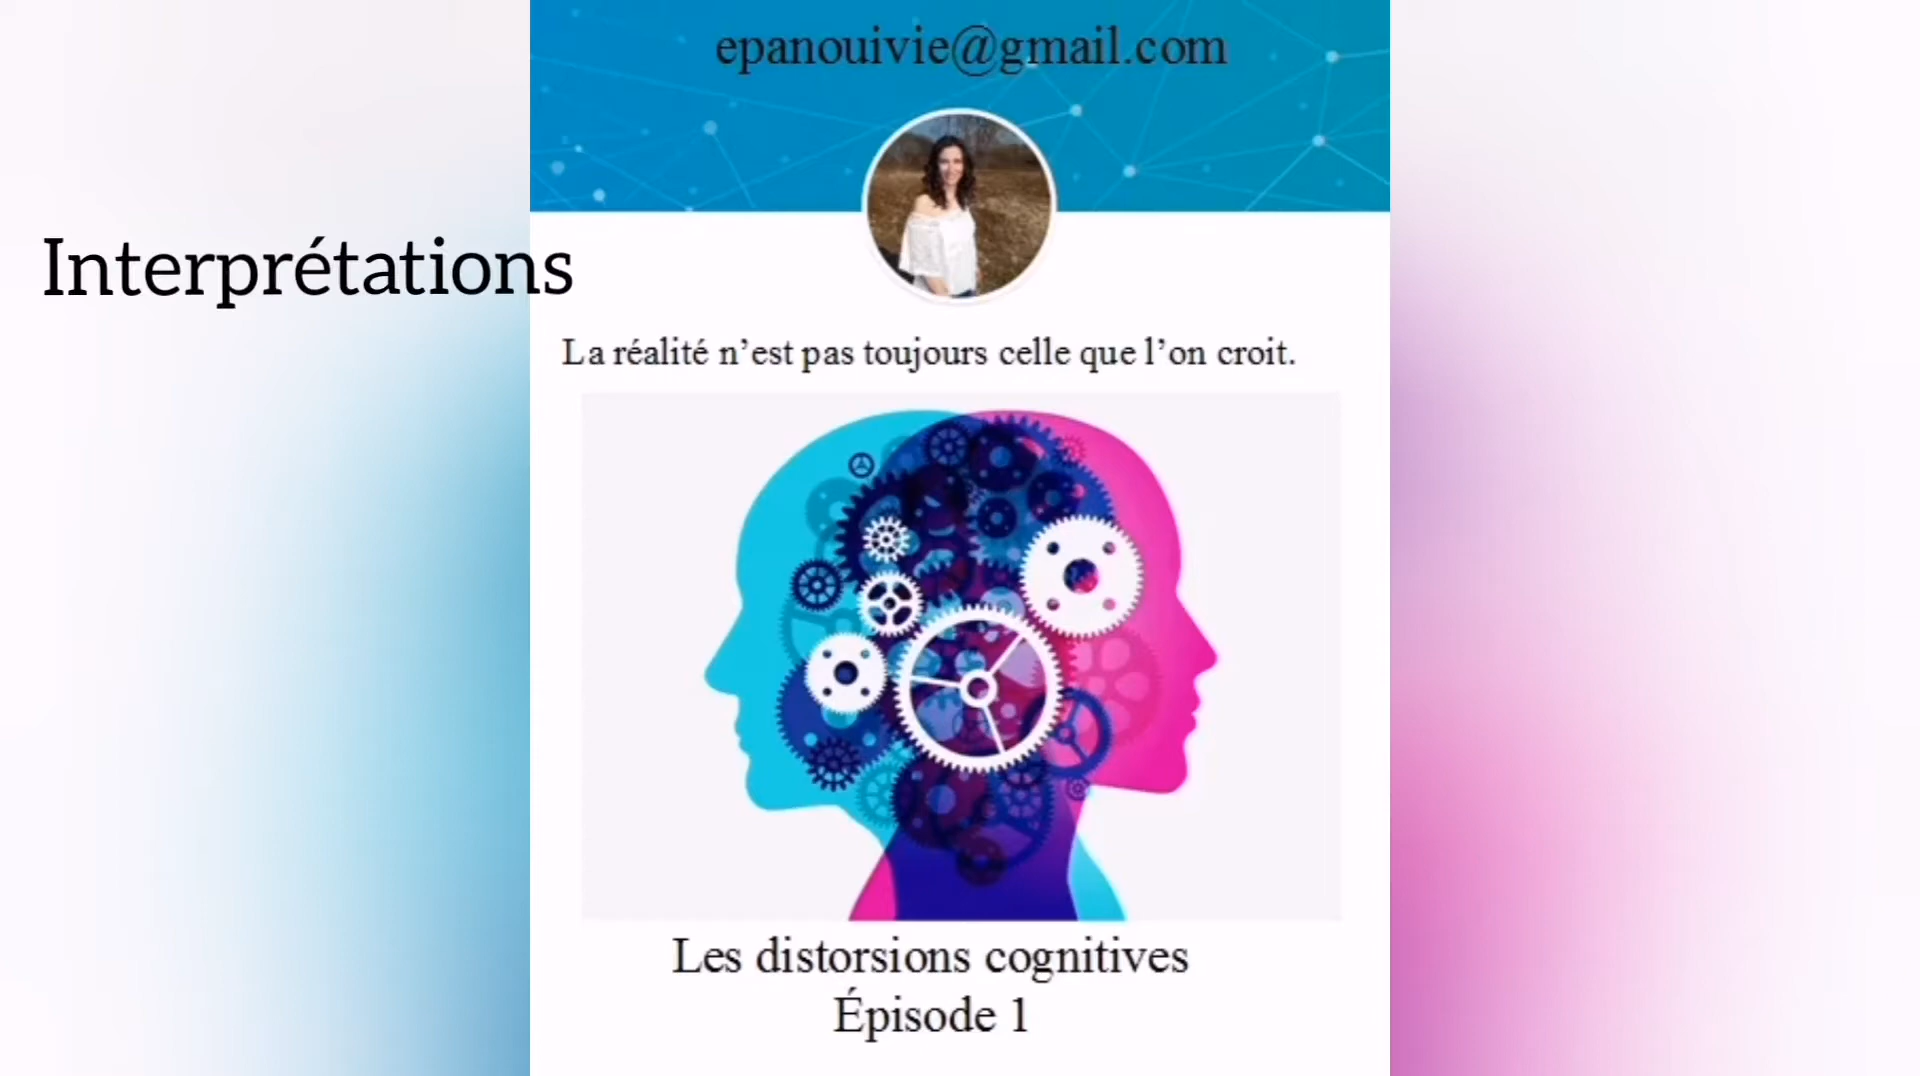 epanouivie@gmail.com
Interprétations
La réalité n’est pas toujours celle que l’on croit.
Les distorsions cognitives
Épisode 1